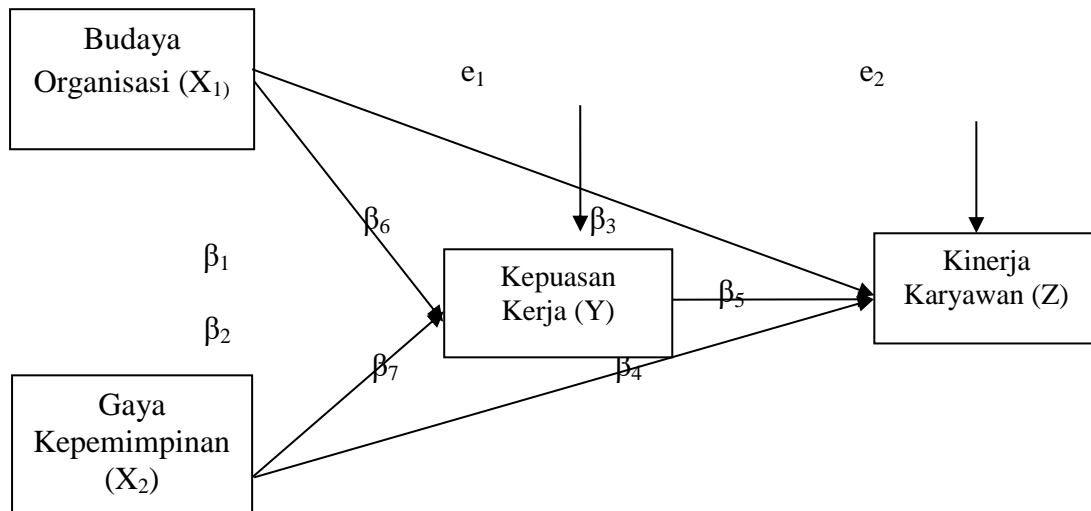 Budaya
Organisasi (X₁₎
e₁
e₂
β₆
β₃
β₁
Kepuasan
Kerja (Y)
β₅
Kinerja
Karyawan (Z)
β₂
β₇
β₄
Gaya
Kepemimpinan
(X₂)